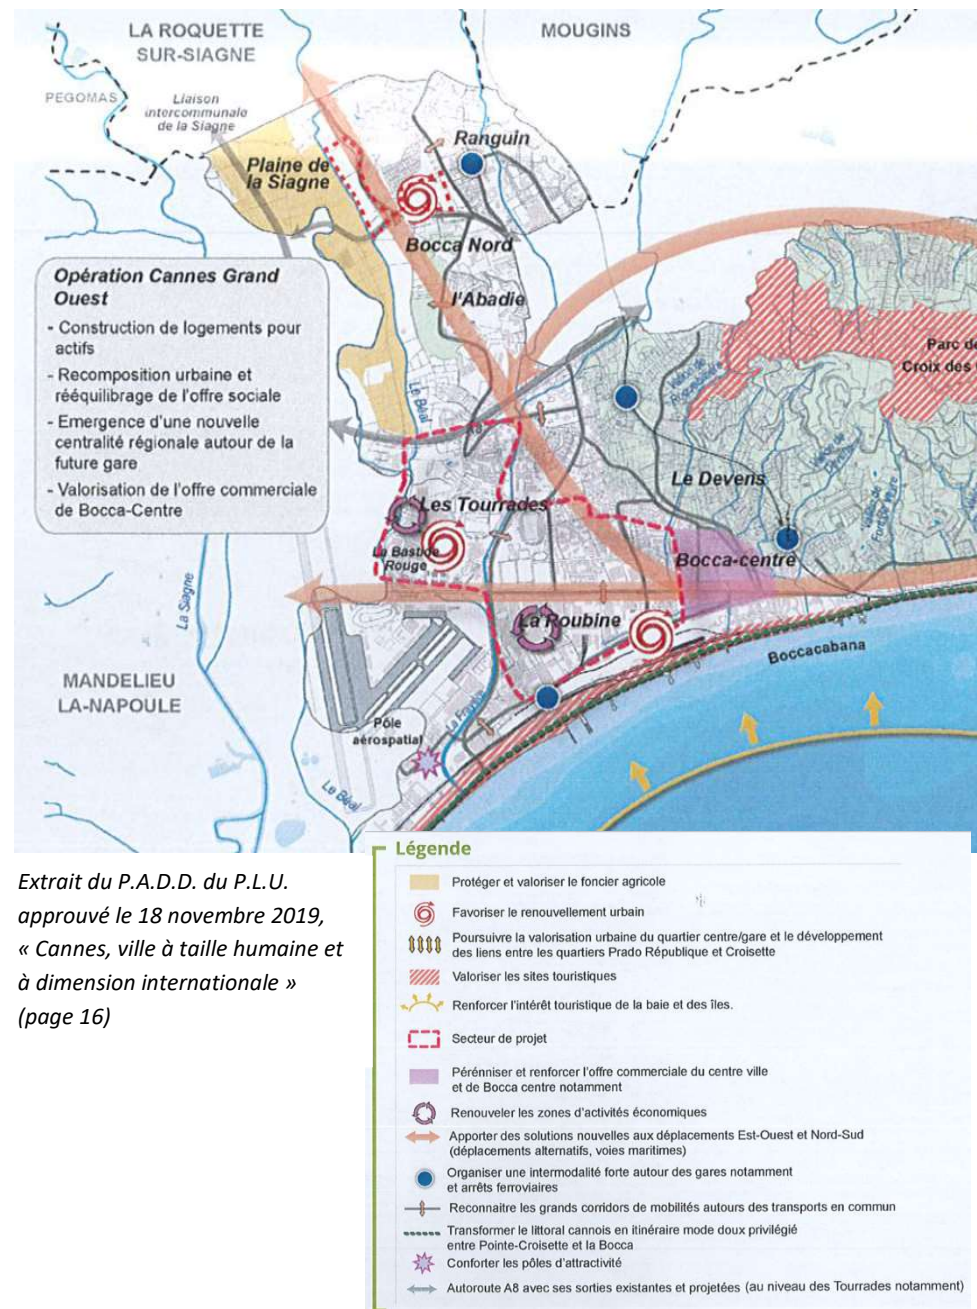 LA ROQUETTE
SUR-SIAGNE
MOUGINS
PEGOMAS
Liaison
intercommunale
de la Siagne
Ranguin
Plaine de
la Siagne
Bocca Nord
Opération Cannes Grand
Ouest
- Construction de logements pour
actifs
- Recomposition urbaine et
rééquilibrage de l'offre sociale
- Emergence d'une nouvelle
centralité régionale autour de la
future gare
- Valorisation de l'offre commerciale
de Bocca-Centre
l'Abadie
Parc de
Croix des
Le Béal
A8
Le Devens
Les Tourrades
La Bastide
Rouge
Bocca-centre
La Siagne
La Roubine
Boccacabana
MANDELIEU
LA-NAPOULE
Pôle
aérospatial
La Frayère
Le Béal
Extrait du P.A.D.D. du P.L.U.
approuvé le 18 novembre 2019,
« Cannes, ville à taille humaine et
à dimension internationale »
(page 16)
Légende
Protéger et valoriser le foncier agricole
Favoriser le renouvellement urbain
Poursuivre la valorisation urbaine du quartier centre/gare et le développement
des liens entre les quartiers Prado République et Croisette
Valoriser les sites touristiques
Renforcer l'intérêt touristique de la baie et des îles.
Secteur de projet
Pérénniser et renforcer l'offre commerciale du centre ville
et de Bocca centre notamment
Renouveler les zones d'activités économiques
Apporter des solutions nouvelles aux déplacements Est-Ouest et Nord-Sud
(déplacements alternatifs, voies maritimes)
Organiser une intermodalité forte autour des gares notamment
et arrêts ferroviaires
Reconnaitre les grands corridors de mobilités autours des transports en commun
Transformer le littoral cannois en itinéraire mode doux privilégié
entre Pointe-Croisette et la Bocca
Conforter les pôles d'attractivité
Autoroute A8 avec ses sorties existantes et projetées (au niveau des Tourrades notamment)